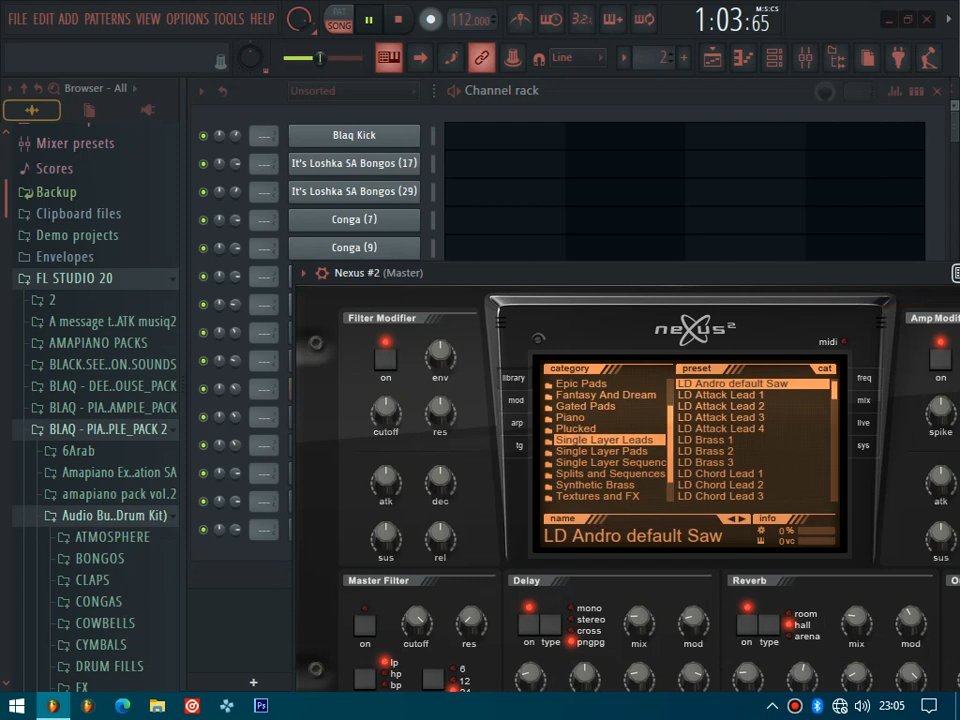 FILE EDIT ADD PATTERNS VIEW OPTIONS TOOLS HELP
PAT
SONG
112.000
3.2.
1:03:65
M:S:CS
Line
2
Browser - All
Unsorted
Channel rack
Mixer presets
Scores
Backup
Clipboard files
Demo projects
Envelopes
FL STUDIO 20
2
A message t..ATK musiq2
AMAPIANO PACKS
BLACK.SEE..ON.SOUNDS
BLAQ - DEE..OUSE_PACK
BLAQ - PIA..AMPLE_PACK
BLAQ - PIA..PLE_PACK 2
6Arab
Amapiano Ex..ation SA
amapiano pack vol.2
Audio Bu..Drum Kit)
ATMOSPHERE
BONGOS
CLAPS
CONGAS
COWBELLS
CYMBALS
DRUM FILLS
FX
Blaq Kick
It's Loshka SA Bongos (17)
It's Loshka SA Bongos (29)
Conga (7)
Conga (9)
Nexus #2 (Master)
Filter Modifier
on
env
cutoff
res
atk
dec
sus
rel
nexus2
midi
library
mod
arp
tg
category
preset
cat
Epic Pads
Fantasy And Dream
Gated Pads
Piano
Plucked
Single Layer Leads
Single Layer Pads
Single Layer Sequenc
Splits and Sequences
Synthetic Brass
Textures and FX
LD Andro default Saw
LD Attack Lead 1
LD Attack Lead 2
LD Attack Lead 3
LD Attack Lead 4
LD Brass 1
LD Brass 2
LD Brass 3
LD Chord Lead 1
LD Chord Lead 2
LD Chord Lead 3
name
info
LD Andro default Saw
0 %
0 vc
freq
mix
live
sys
Amp Modi
on
spike
atk
sus
Master Filter
on
cutoff
res
lp
hp
bp
6
12
24
Delay
on
type
mono
stereo
cross
pngpg
mix
mod
Reverb
on
type
room
hall
arena
mix
mod
on
23:05
Ps